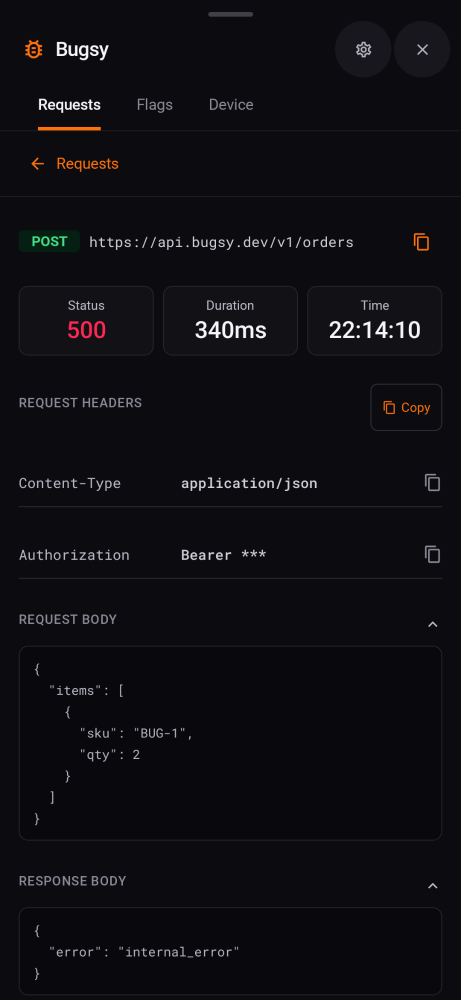 Bugsy
Requests Flags Device
Requests
POST https://api.bugsy.dev/v1/orders
Status Duration Time
500 340ms 22:14:10
REQUEST HEADERS Copy
Content-Type application/json
Authorization Bearer ***
REQUEST BODY
{
  "items": [
    {
      "sku": "BUG-1",
      "qty": 2
    }
  ]
}
RESPONSE BODY
{
  "error": "internal_error"
}